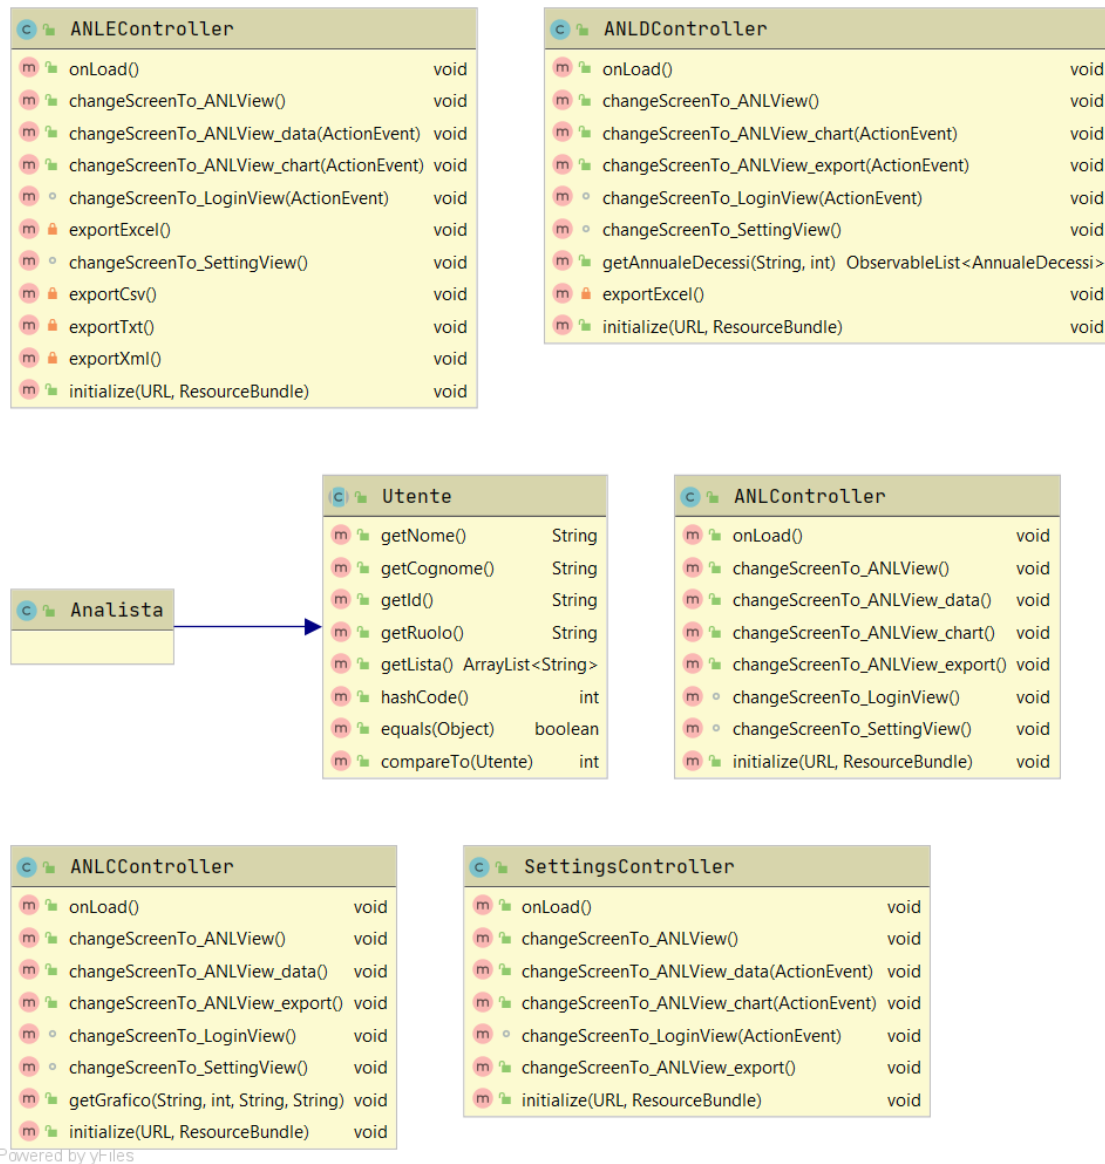 ANLEController
onLoad() void
changeScreenTo_ANLView() void
changeScreenTo_ANLView_data(ActionEvent) void
changeScreenTo_ANLView_chart(ActionEvent) void
changeScreenTo_LoginView(ActionEvent) void
exportExcel() void
changeScreenTo_SettingView() void
exportCsv() void
exportTxt() void
exportXml() void
initialize(URL, ResourceBundle) void
ANLDController
onLoad() void
changeScreenTo_ANLView() void
changeScreenTo_ANLView_chart(ActionEvent) void
changeScreenTo_ANLView_export(ActionEvent) void
changeScreenTo_LoginView(ActionEvent) void
changeScreenTo_SettingView() void
getAnnualeDecessi(String, int) ObservableList<AnnualeDecessi>
exportExcel() void
initialize(URL, ResourceBundle) void
Analista
Utente
getNome() String
getCognome() String
getId() String
getRuolo() String
getLista() ArrayList<String>
hashCode() int
equals(Object) boolean
compareTo(Utente) int
ANLController
onLoad() void
changeScreenTo_ANLView() void
changeScreenTo_ANLView_data() void
changeScreenTo_ANLView_chart() void
changeScreenTo_ANLView_export() void
changeScreenTo_LoginView() void
changeScreenTo_SettingView() void
initialize(URL, ResourceBundle) void
ANLCController
onLoad() void
changeScreenTo_ANLView() void
changeScreenTo_ANLView_data() void
changeScreenTo_ANLView_export() void
changeScreenTo_LoginView() void
changeScreenTo_SettingView() void
getGrafico(String, int, String, String) void
initialize(URL, ResourceBundle) void
SettingsController
onLoad() void
changeScreenTo_ANLView() void
changeScreenTo_ANLView_data(ActionEvent) void
changeScreenTo_ANLView_chart(ActionEvent) void
changeScreenTo_LoginView(ActionEvent) void
changeScreenTo_ANLView_export() void
initialize(URL, ResourceBundle) void
Powered by yFiles